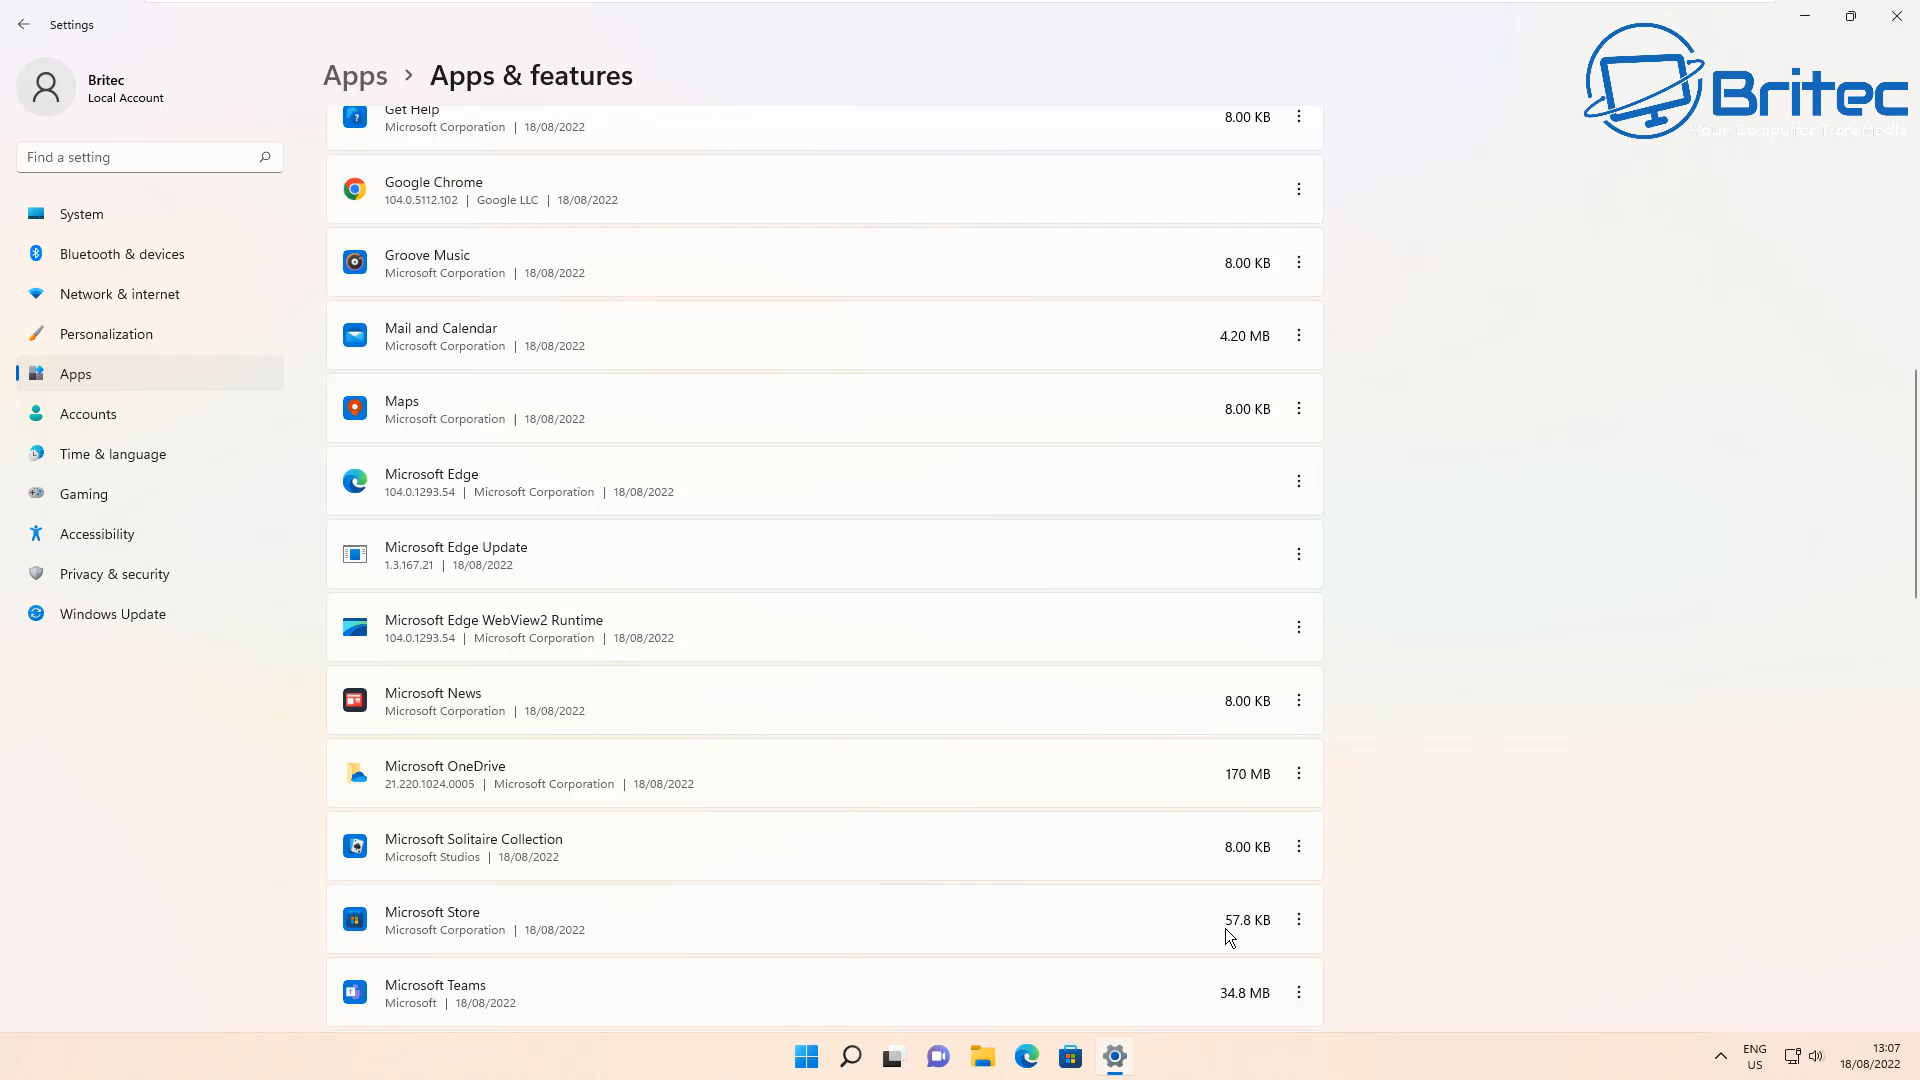 Settings
Britec
Local Account
Find a setting
System
Bluetooth & devices
Network & internet
Personalization
Apps
Accounts
Time & language
Gaming
Accessibility
Privacy & security
Windows Update
Apps > Apps & features
Get Help
Microsoft Corporation | 18/08/2022
8.00 KB
Google Chrome
104.0.5112.102 | Google LLC | 18/08/2022
Groove Music
Microsoft Corporation | 18/08/2022
8.00 KB
Mail and Calendar
Microsoft Corporation | 18/08/2022
4.20 MB
Maps
Microsoft Corporation | 18/08/2022
8.00 KB
Microsoft Edge
104.0.1293.54 | Microsoft Corporation | 18/08/2022
Microsoft Edge Update
1.3.167.21 | 18/08/2022
Microsoft Edge WebView2 Runtime
104.0.1293.54 | Microsoft Corporation | 18/08/2022
Microsoft News
Microsoft Corporation | 18/08/2022
8.00 KB
Microsoft OneDrive
21.220.1024.0005 | Microsoft Corporation | 18/08/2022
170 MB
Microsoft Solitaire Collection
Microsoft Studios | 18/08/2022
8.00 KB
Microsoft Store
Microsoft Corporation | 18/08/2022
57.8 KB
Microsoft Teams
Microsoft | 18/08/2022
34.8 MB
Britec
Your Computer Paramedic
ENG
US
13:07
18/08/2022